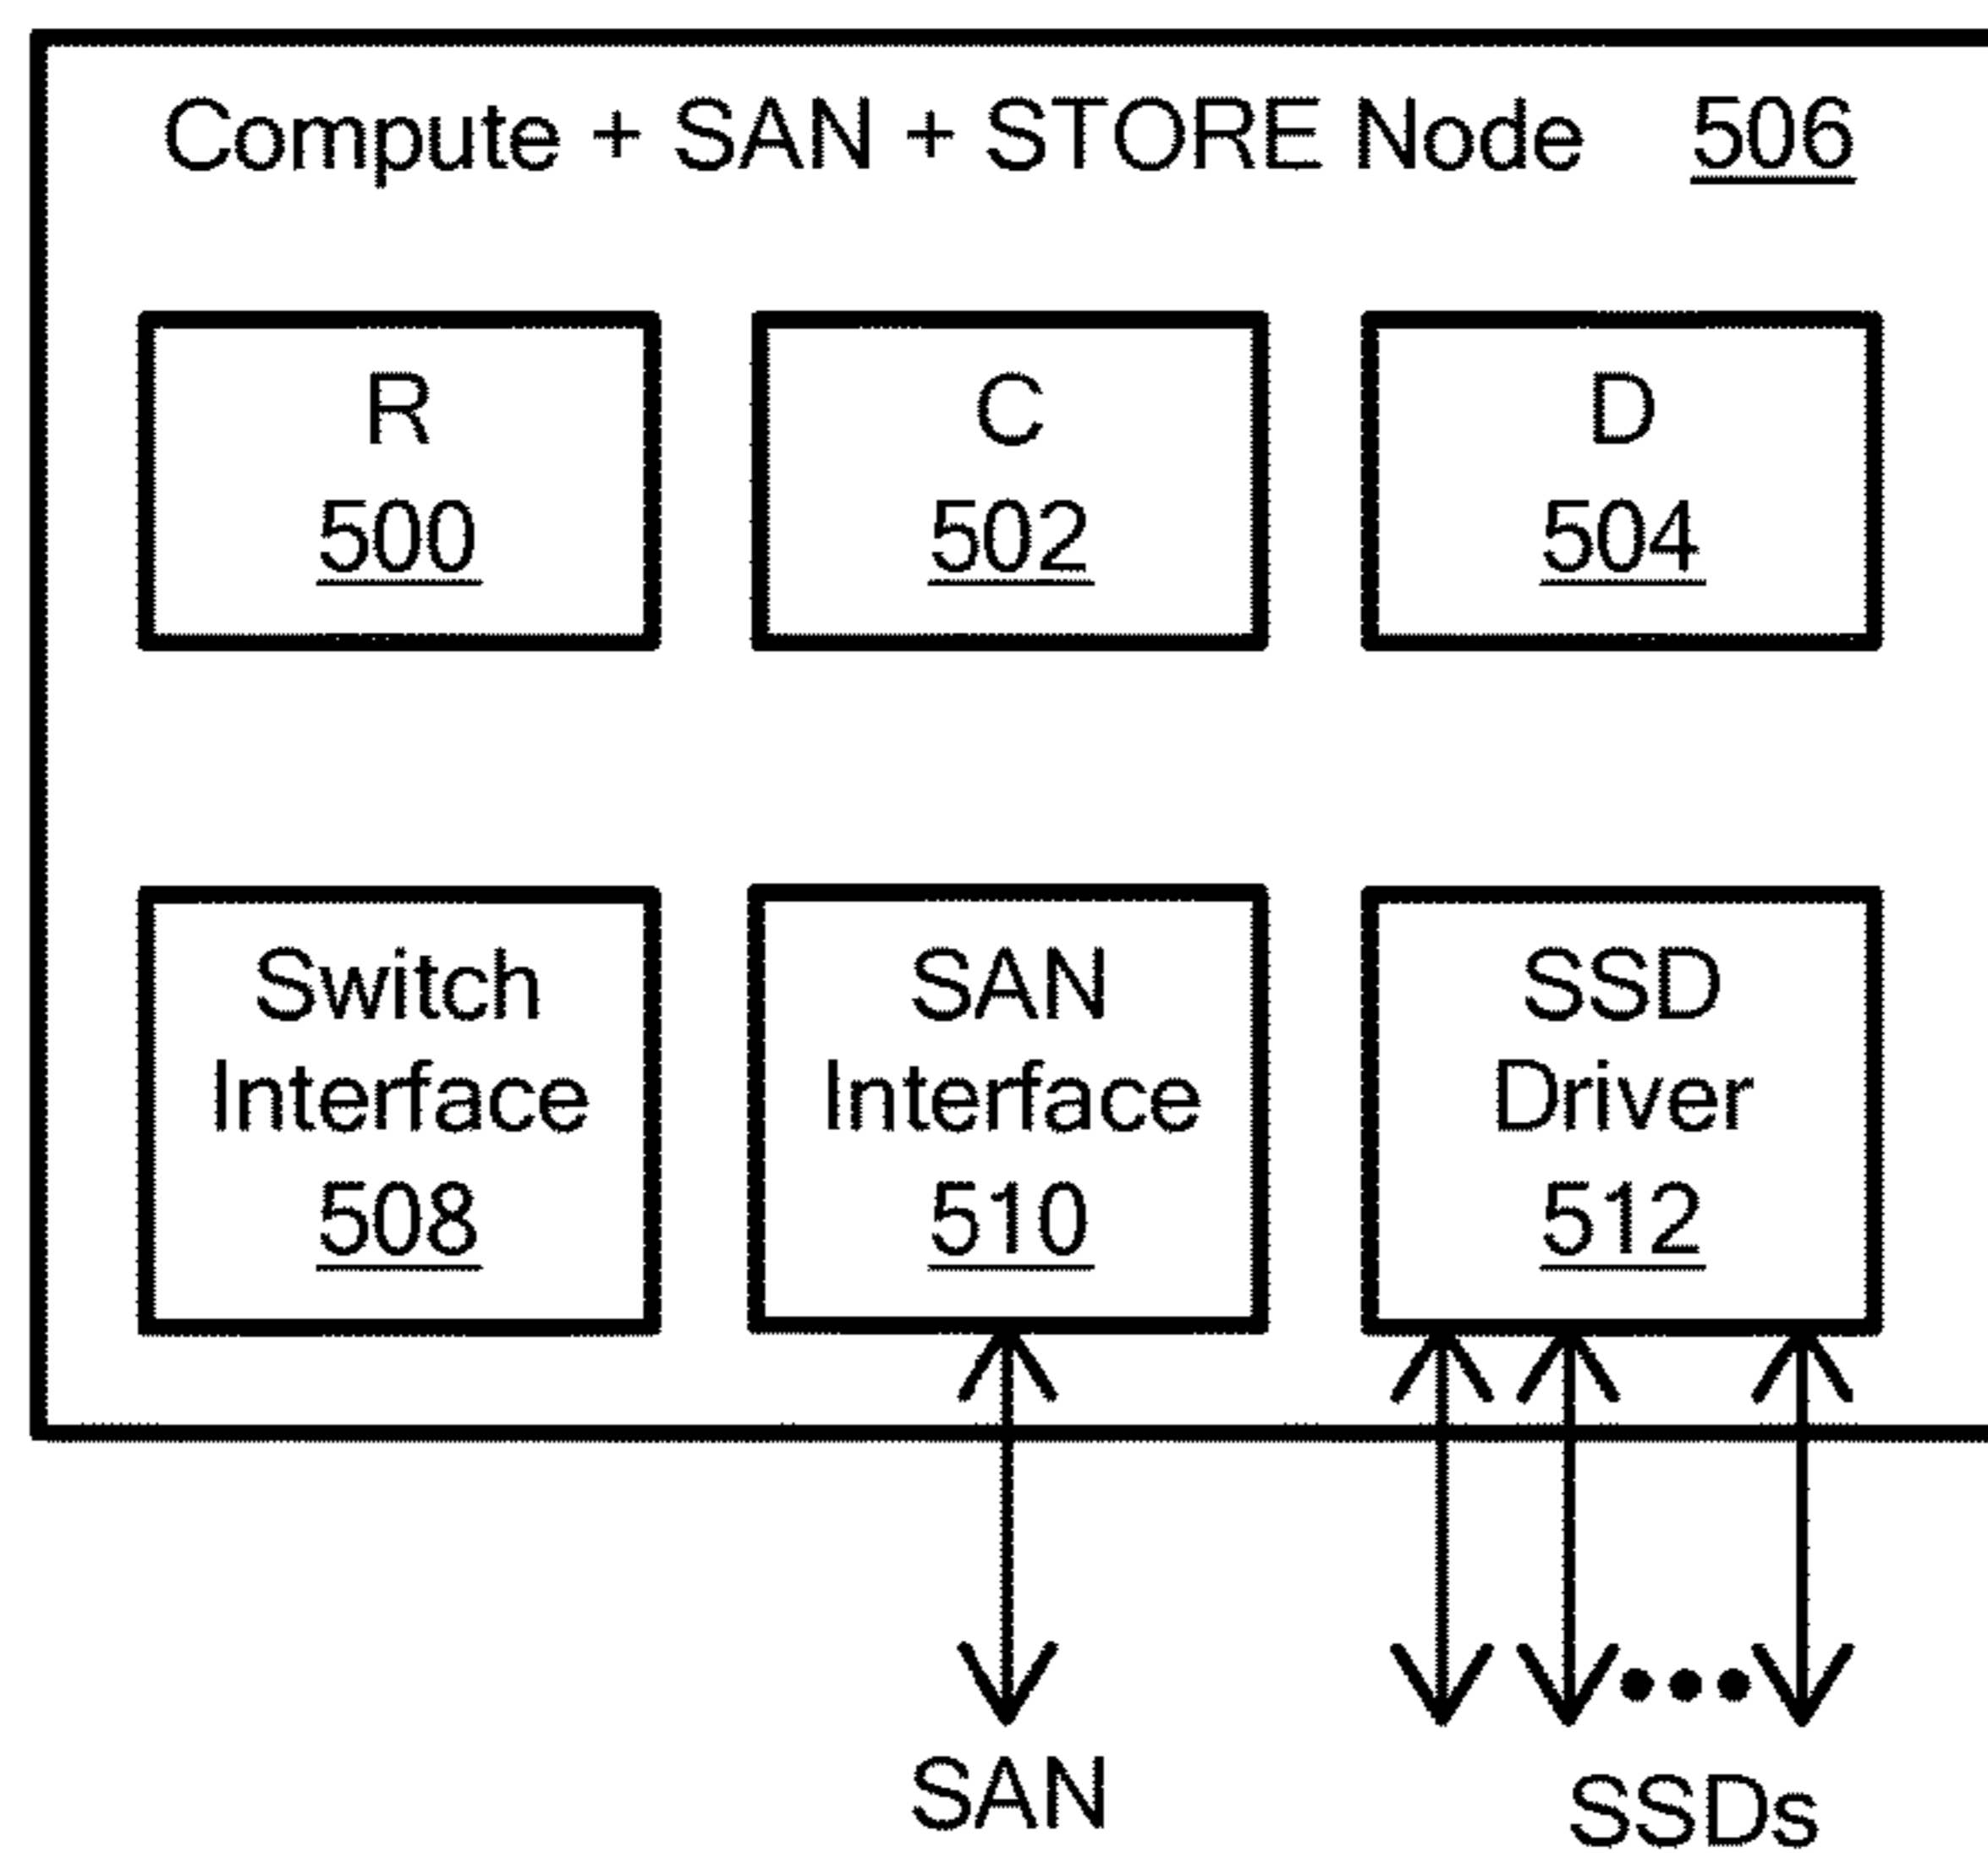 Compute + SAN + STORE Node 506
R
500
C
502
D
504
Switch
Interface
508
SAN
Interface
510
SSD
Driver
512
SAN
SSDs